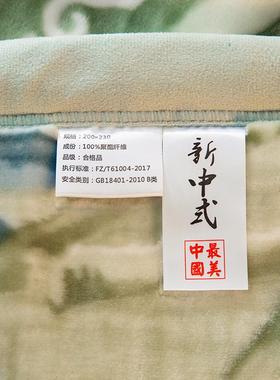 规格：200*230
成份：100%聚酯纤维
品级：合格品
执行标准：FZ/T61004-2017
安全类别：GB18401-2010 B类
新中式
最美
中國